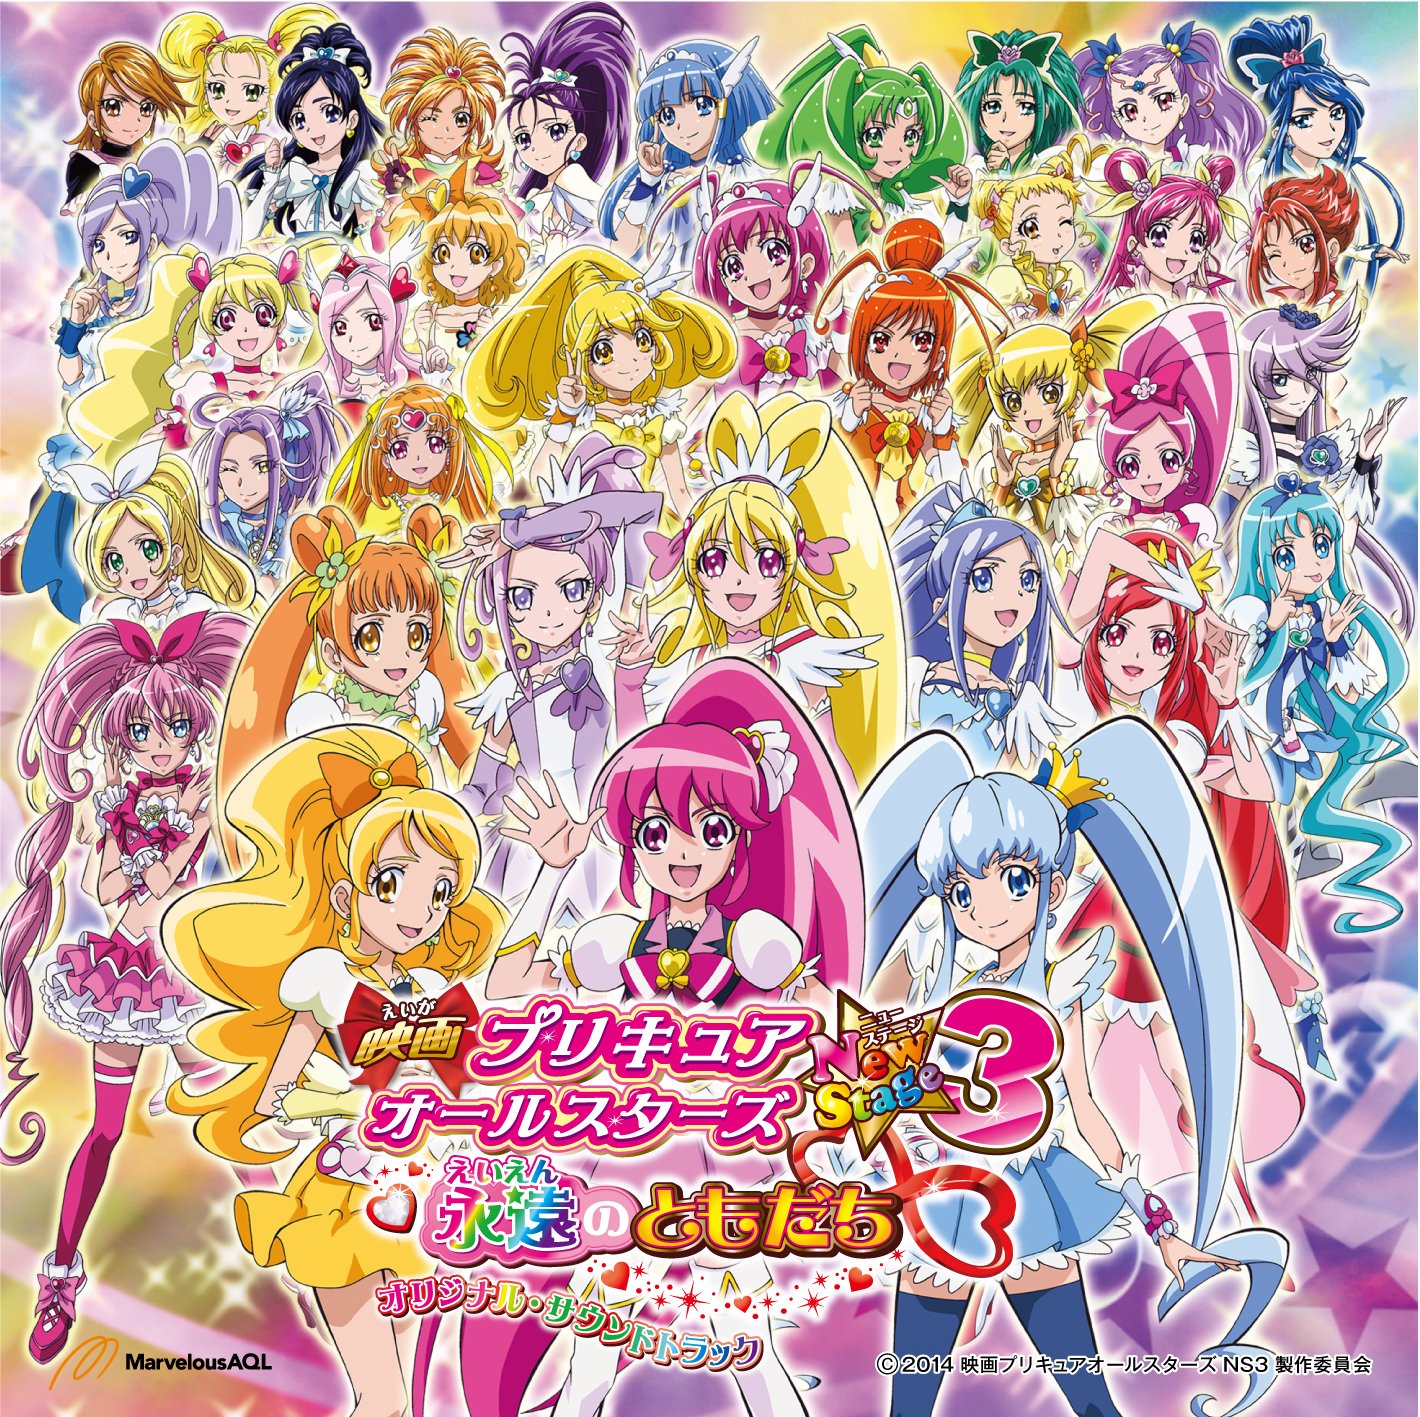 えいが
映画
プリキュア
オールスターズ
ニュー
ステージ
New
Stage
3
えいえん
永遠のともだち
オリジナル・サウンドトラック
MarvelousAQL
©2014 映画プリキュアオールスターズ NS3 製作委員会